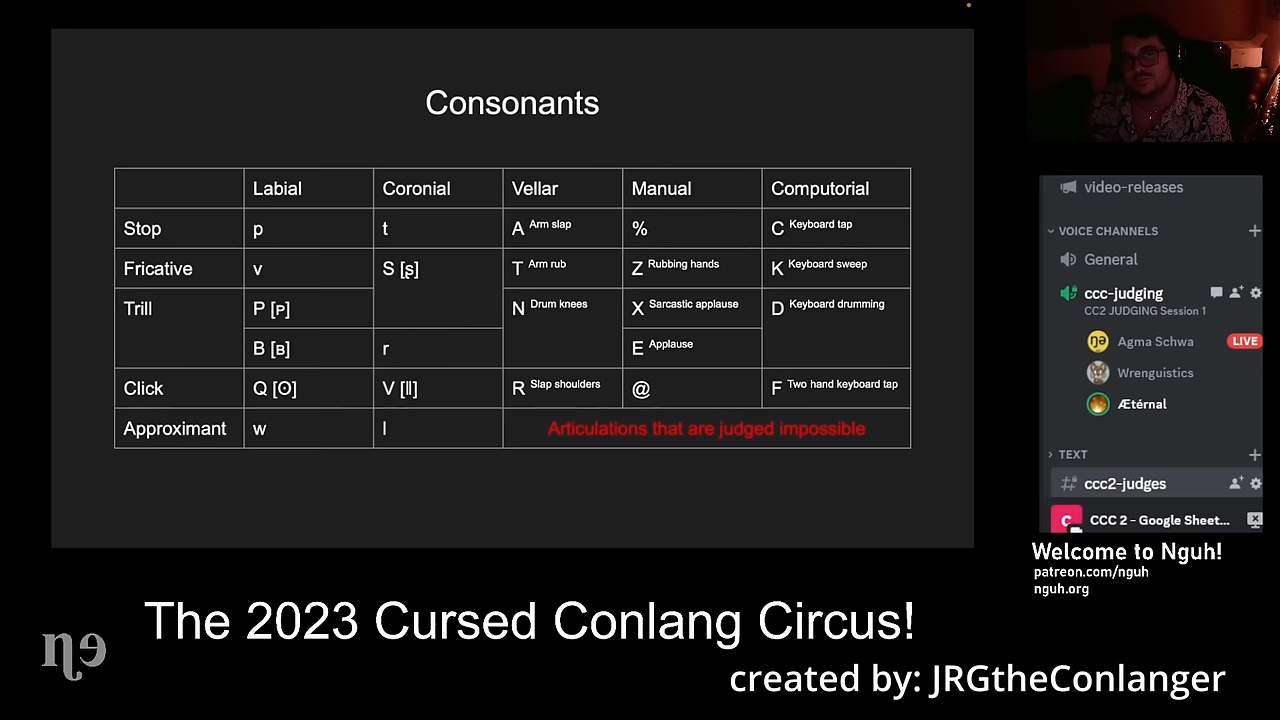 Consonants
Labial Coronial Vellar Manual Computorial
Stop p t A Arm slap % C Keyboard tap
Fricative v S [ʂ] T Arm rub Z Rubbing hands K Keyboard sweep
Trill P [ᴘ] N Drum knees X Sarcastic applause D Keyboard drumming
B [ʙ] r E Applause
Click Q [ʘ] V [ǁ] R Slap shoulders @ F Two hand keyboard tap
Approximant w l Articulations that are judged impossible
video-releases
VOICE CHANNELS
General
ccc-judging
CC2 JUDGING Session 1
ŋə Agma Schwa LIVE
Wrenguistics
Ætérnal
TEXT
ccc2-judges
C CCC 2 - Google Sheet...
Welcome to Nguh!
patreon.com/nguh
nguh.org
The 2023 Cursed Conlang Circus!
created by: JRGtheConlanger